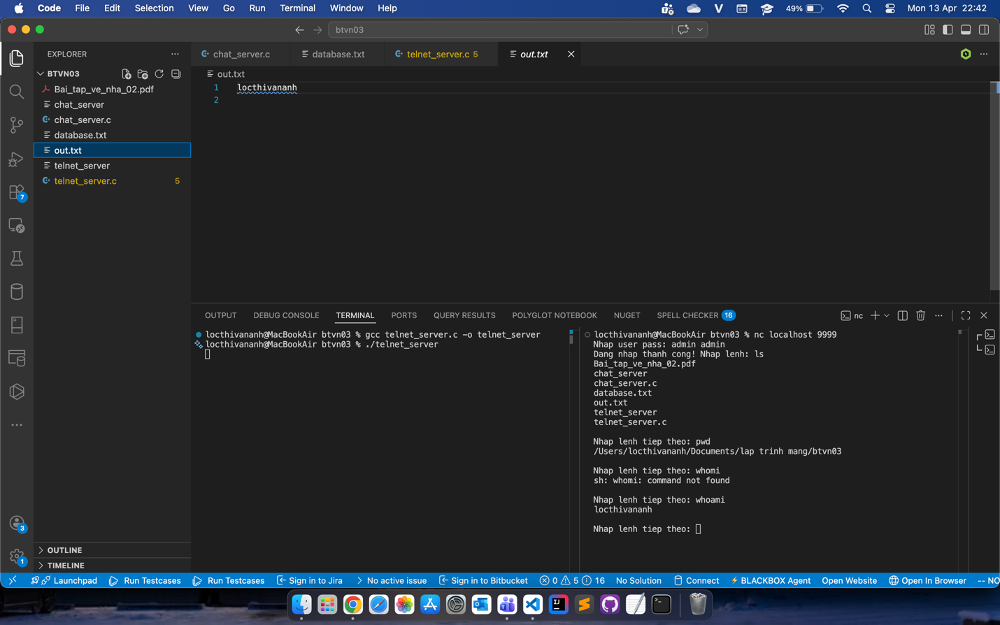 Code File Edit Selection View Go Run Terminal Window Help 49% Mon 13 Apr 22:42
btvn03
EXPLORER
BTVN03
Bai_tap_ve_nha_02.pdf
chat_server
chat_server.c
database.txt
out.txt
telnet_server
telnet_server.c 5
7
3
1
OUTLINE
TIMELINE
chat_server.c database.txt telnet_server.c 5 out.txt
out.txt
1 locthivananh
2
OUTPUT DEBUG CONSOLE TERMINAL PORTS QUERY RESULTS POLYGLOT NOTEBOOK NUGET SPELL CHECKER 16 nc
locthivananh@MacBookAir btvn03 % gcc telnet_server.c -o telnet_server
locthivananh@MacBookAir btvn03 % ./telnet_server
locthivananh@MacBookAir btvn03 % nc localhost 9999
Nhap user pass: admin admin
Dang nhap thanh cong! Nhap lenh: ls
Bai_tap_ve_nha_02.pdf
chat_server
chat_server.c
database.txt
out.txt
telnet_server
telnet_server.c
Nhap lenh tiep theo: pwd
/Users/locthivananh/Documents/lap trinh mang/btvn03
Nhap lenh tiep theo: whomi
sh: whomi: command not found
Nhap lenh tiep theo: whoami
locthivananh
Nhap lenh tiep theo:
Launchpad Run Testcases Run Testcases Sign in to Jira No active issue Sign in to Bitbucket 0 5 16 No Solution Connect BLACKBOX Agent Open Website Open In Browser -- NO